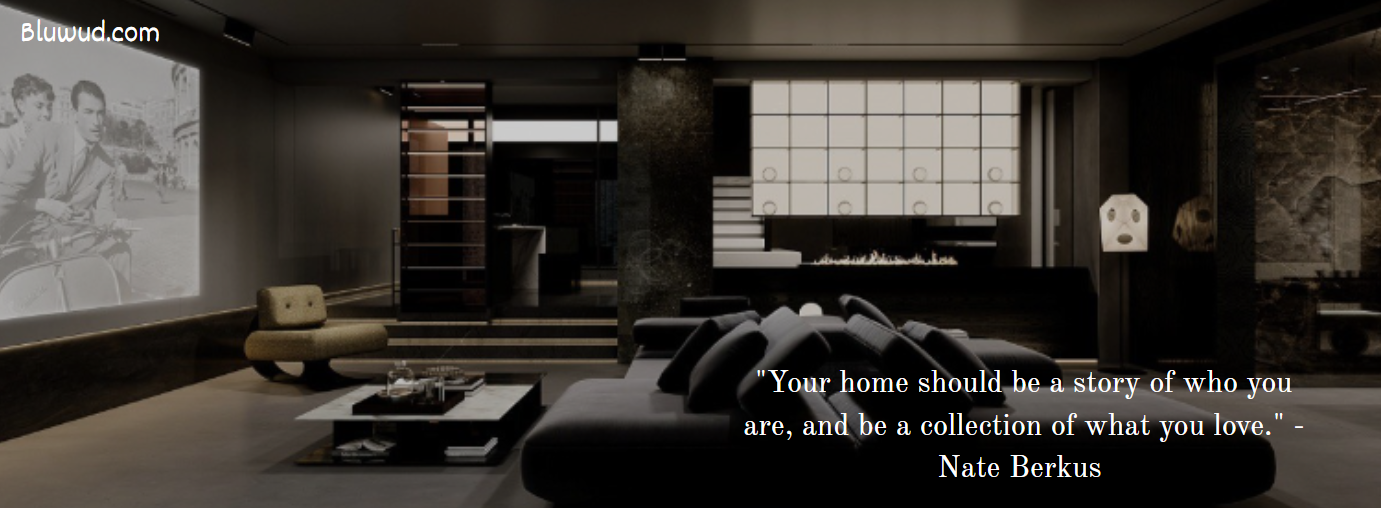 Bluwud.com
"Your home should be a story of who you
are, and be a collection of what you love." -
Nate Berkus